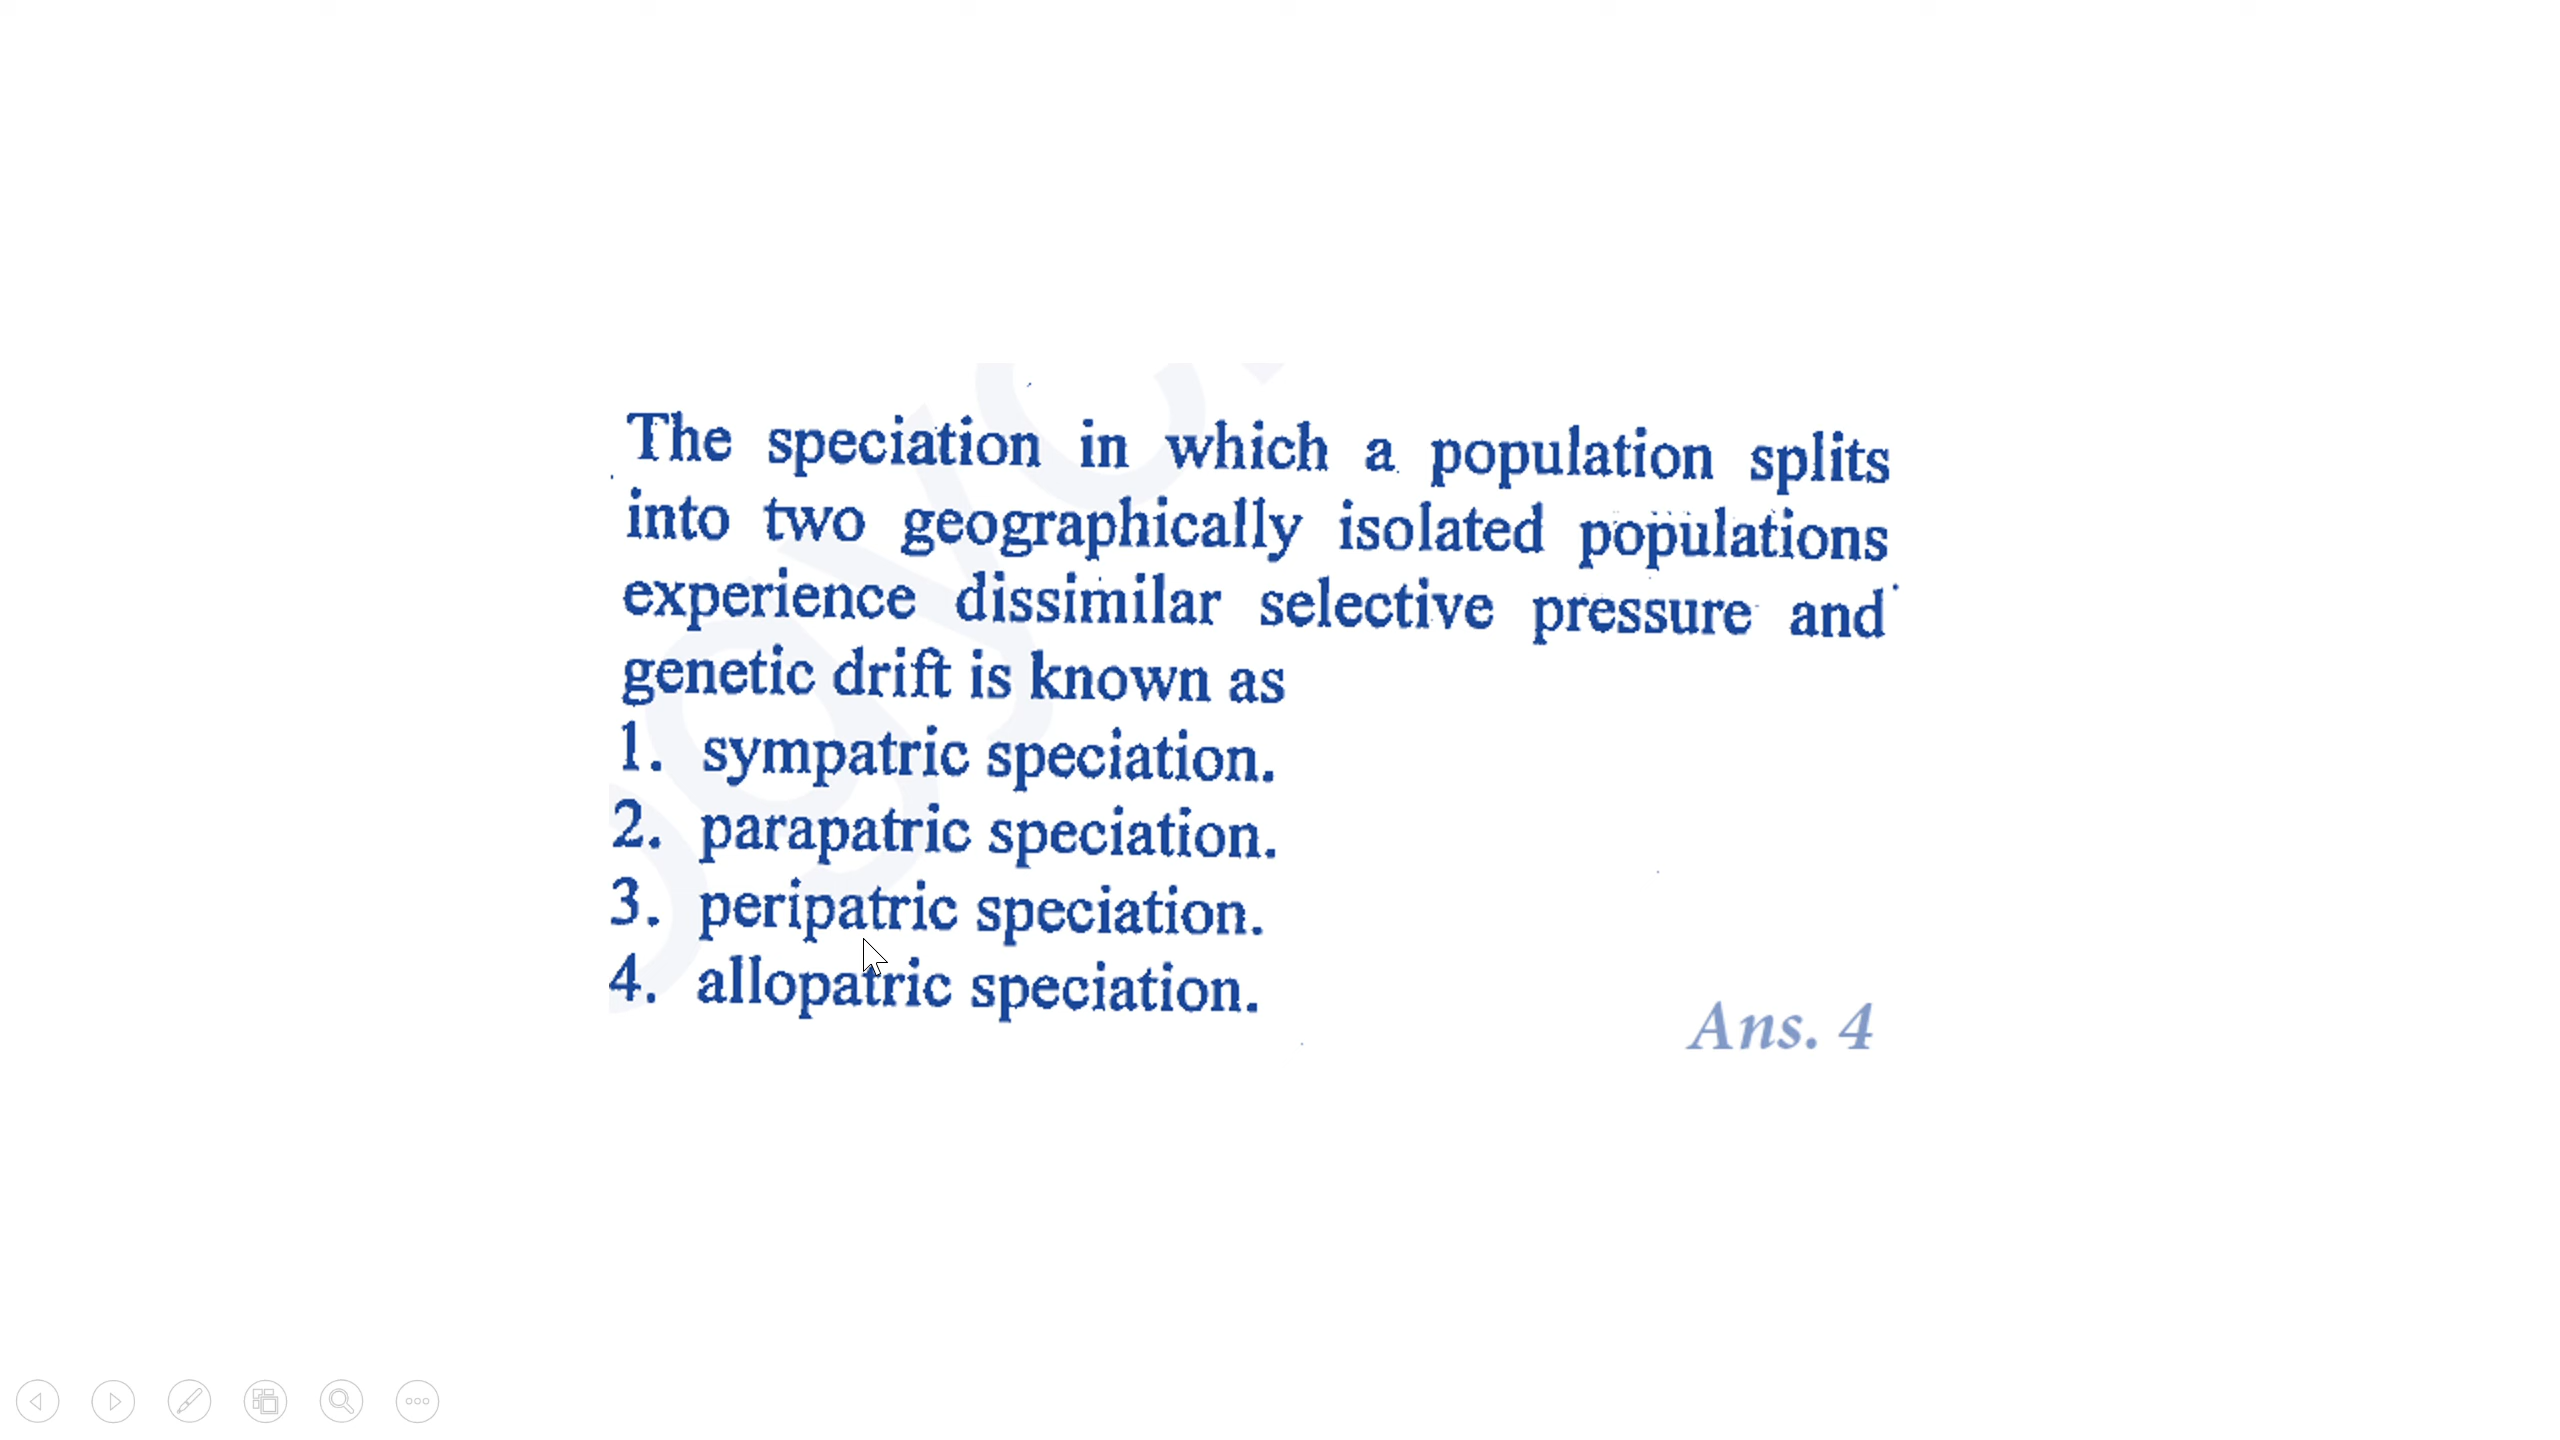 The speciation in which a population splits
into two geographically isolated populations
experience dissimilar selective pressure and
genetic drift is known as
1. sympatric speciation.
2. parapatric speciation.
3. peripatric speciation.
4. allopatric speciation.
Ans. 4